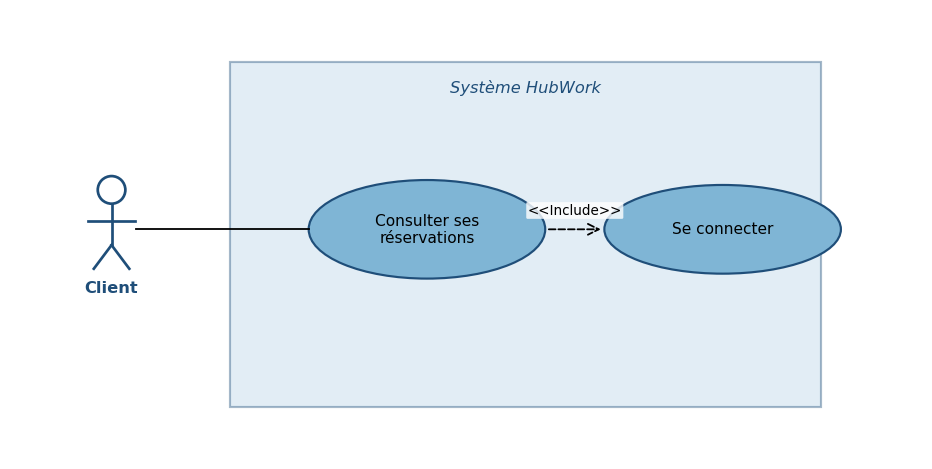 Système HubWork
Consulter ses
réservations
<<Include>>
Se connecter
Client